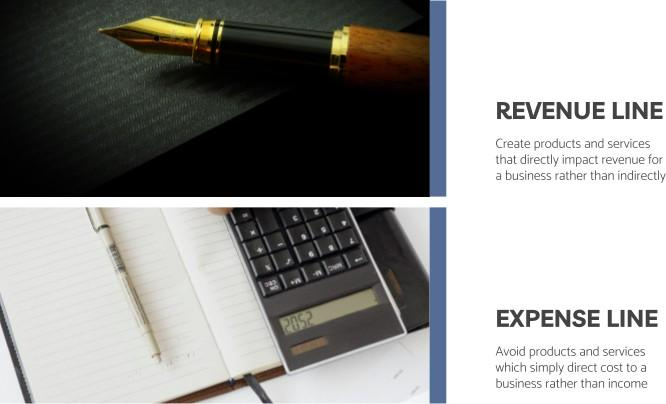 REVENUE LINE
Create products and services
that directly impact revenue for
a business rather than indirectly
2052
EXPENSE LINE
Avoid products and services
which simply direct cost to a
business rather than income